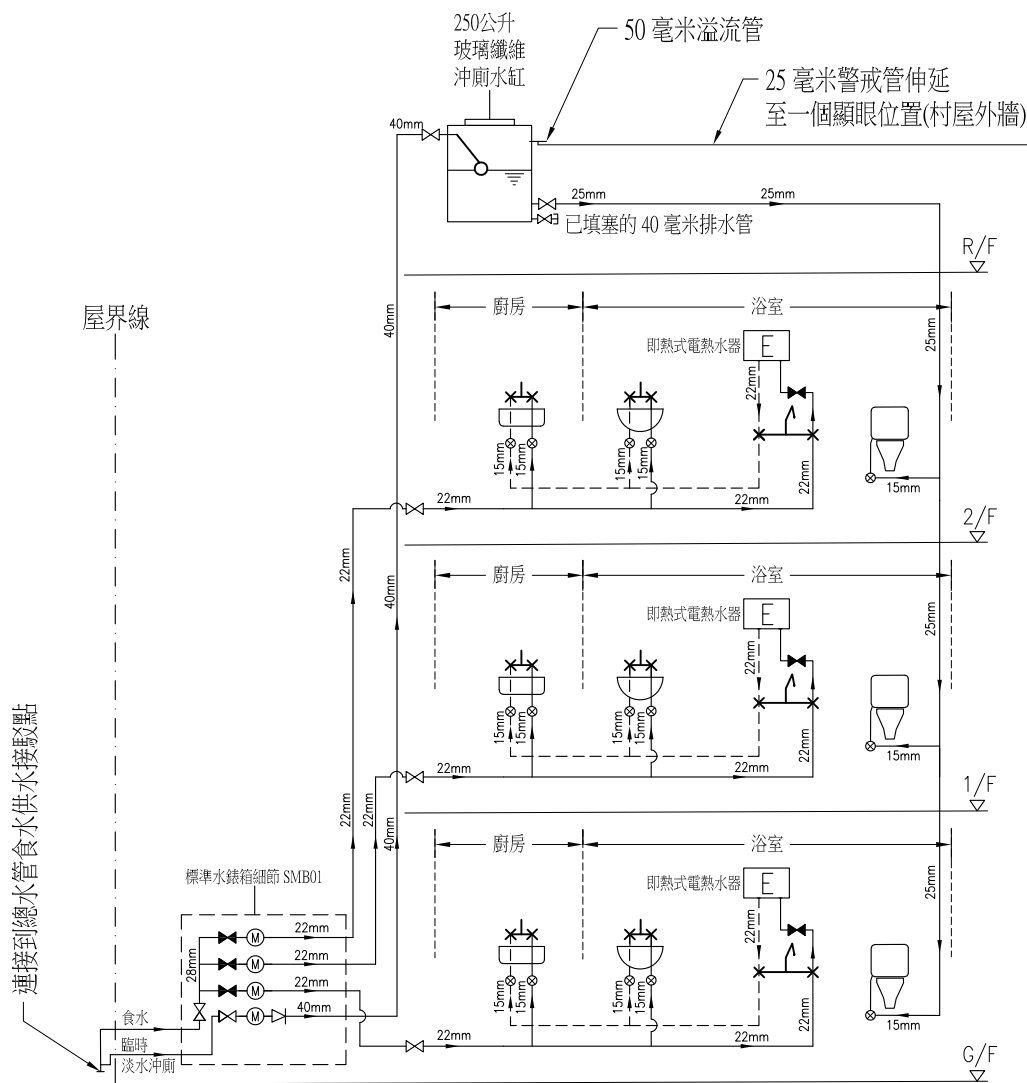 250公升
玻璃纖維
沖廁水缸
50 毫米溢流管
25 毫米警戒管伸延
至一個顯眼位置(村屋外牆)
40mm
25mm
25mm
已填塞的 40 毫米排水管
R/F
屋界線
40mm
廚房
浴室
25mm
即熱式電熱水器
E
22mm
15mm
15mm
15mm
15mm
22mm
15mm
22mm
22mm
2/F
22mm
40mm
廚房
浴室
25mm
即熱式電熱水器
E
22mm
15mm
15mm
15mm
15mm
22mm
15mm
22mm
22mm
1/F
22mm
22mm
40mm
廚房
浴室
25mm
即熱式電熱水器
E
22mm
15mm
15mm
15mm
15mm
22mm
15mm
22mm
22mm
G/F
標準水錶箱細節 SMB01
M
22mm
M
22mm
M
22mm
M
40mm
28mm
食水
臨時
淡水沖廁
連接到總水管食水供水接駁點